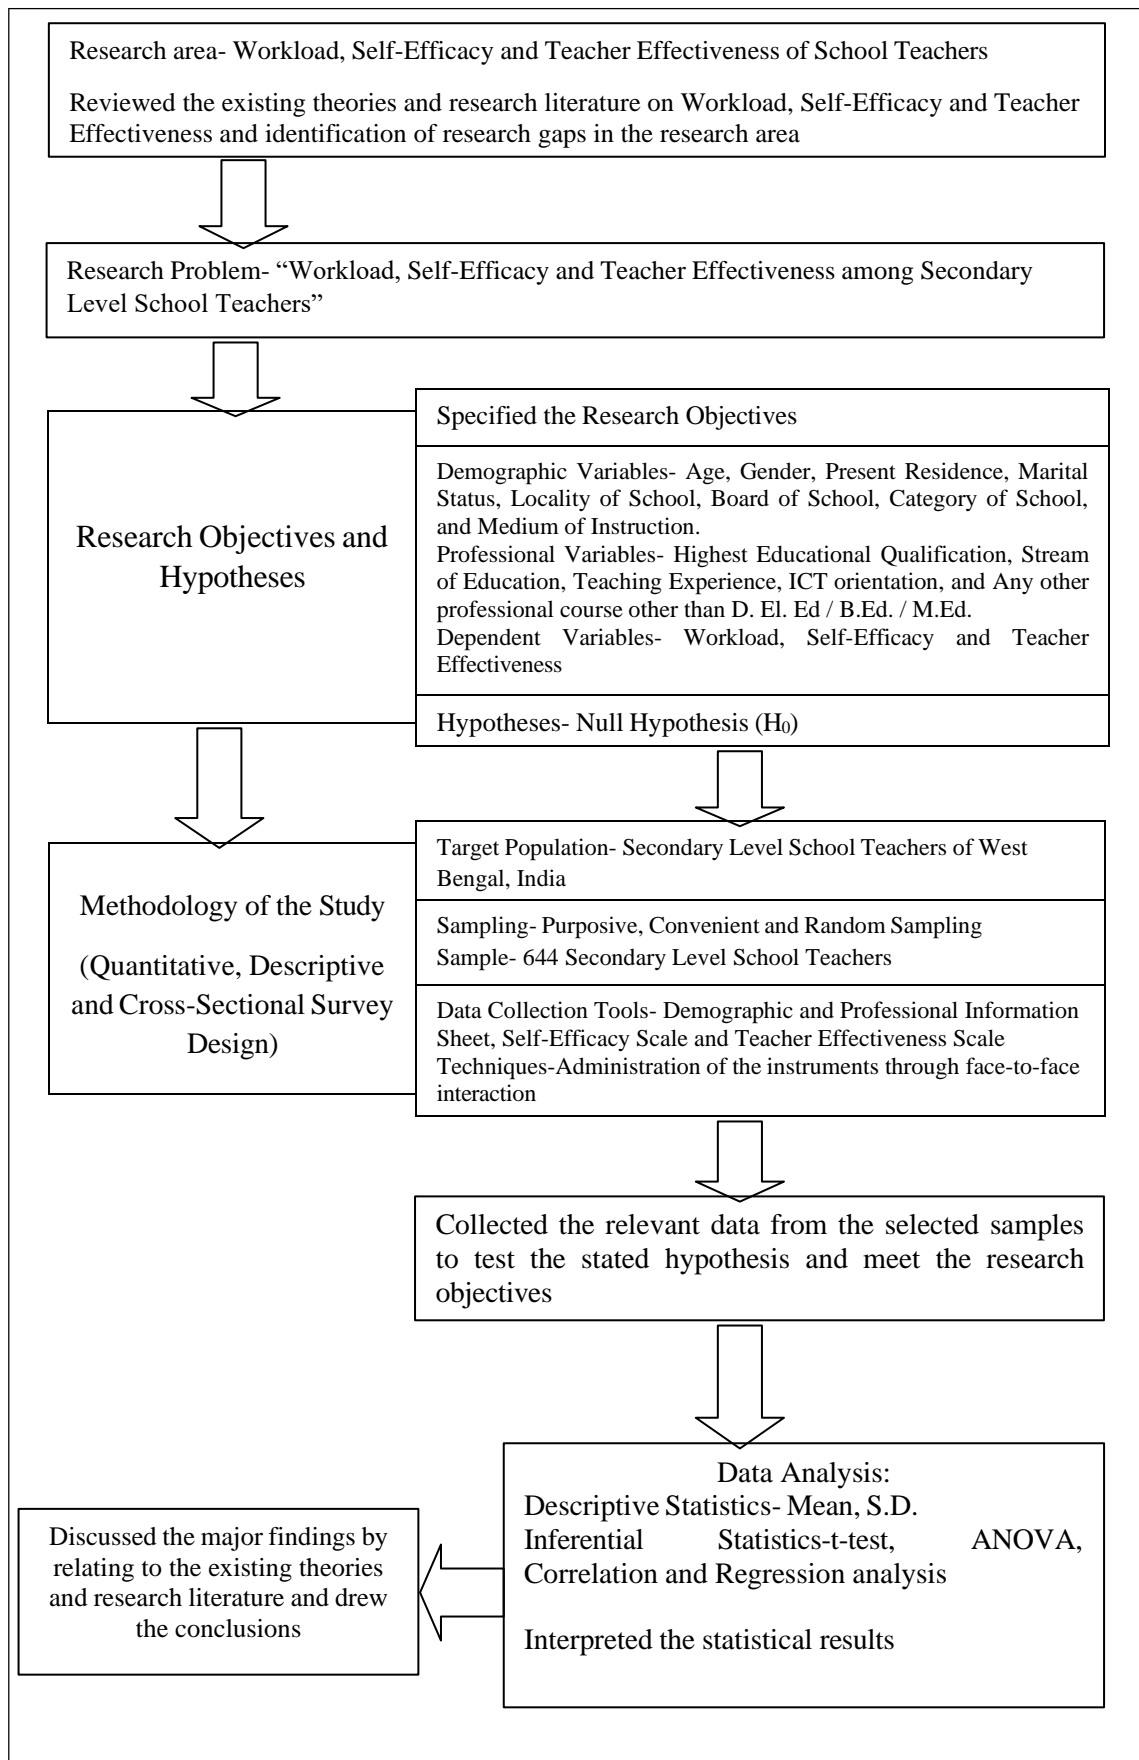 Research area- Workload, Self-Efficacy and Teacher Effectiveness of School Teachers
Reviewed the existing theories and research literature on Workload, Self-Efficacy and Teacher
Effectiveness and identification of research gaps in the research area
Research Problem- “Workload, Self-Efficacy and Teacher Effectiveness among Secondary
Level School Teachers”
Research Objectives and
Hypotheses
Specified the Research Objectives
Demographic Variables- Age, Gender, Present Residence, Marital
Status, Locality of School, Board of School, Category of School,
and Medium of Instruction.
Professional Variables- Highest Educational Qualification, Stream
of Education, Teaching Experience, ICT orientation, and Any other
professional course other than D. El. Ed / B.Ed. / M.Ed.
Dependent Variables- Workload, Self-Efficacy and Teacher
Effectiveness
Hypotheses- Null Hypothesis (H₀)
Methodology of the Study
(Quantitative, Descriptive
and Cross-Sectional Survey
Design)
Target Population- Secondary Level School Teachers of West
Bengal, India
Sampling- Purposive, Convenient and Random Sampling
Sample- 644 Secondary Level School Teachers
Data Collection Tools- Demographic and Professional Information
Sheet, Self-Efficacy Scale and Teacher Effectiveness Scale
Techniques-Administration of the instruments through face-to-face
interaction
Collected the relevant data from the selected samples
to test the stated hypothesis and meet the research
objectives
Data Analysis:
Descriptive Statistics- Mean, S.D.
Inferential Statistics-t-test, ANOVA,
Correlation and Regression analysis
Interpreted the statistical results
Discussed the major findings by
relating to the existing theories
and research literature and drew
the conclusions